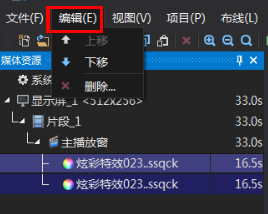 文件(F) 编辑(E) 视图(V) 项目(P) 布线(L)
上移
下移
删除...
媒体资源
系统
显示屏_1 <512x256> 33.0s
片段_1 33.0s
主播放窗 33.0s
炫彩特效023..ssqck 16.5s
炫彩特效023..ssqck 16.5s